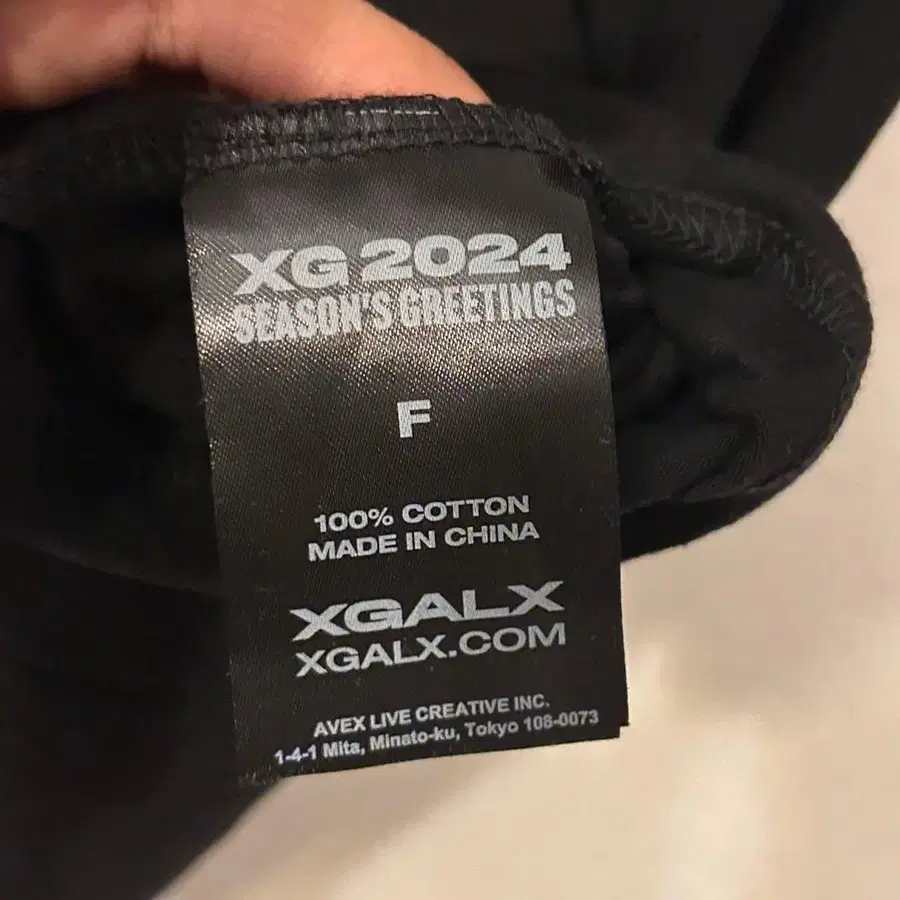 XG 2024
SEASON'S GREETINGS
F
100% COTTON
MADE IN CHINA
XGALX
XGALX.COM
AVEX LIVE CREATIVE INC.
1-4-1 Mita, Minato-ku, Tokyo 108-0073